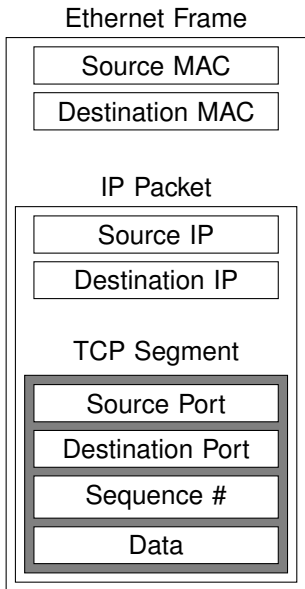 Ethernet Frame
Source MAC
Destination MAC
IP Packet
Source IP
Destination IP
TCP Segment
Source Port
Destination Port
Sequence #
Data